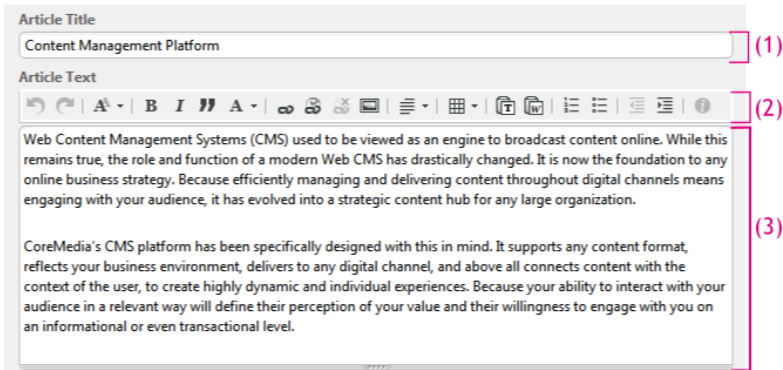 Article Title
Content Management Platform
(1)
Article Text
A A B I A T W
(2)
Web Content Management Systems (CMS) used to be viewed as an engine to broadcast content online. While this
remains true, the role and function of a modern Web CMS has drastically changed. It is now the foundation to any
online business strategy. Because efficiently managing and delivering content throughout digital channels means
engaging with your audience, it has evolved into a strategic content hub for any large organization.
(3)
CoreMedia's CMS platform has been specifically designed with this in mind. It supports any content format,
reflects your business environment, delivers to any digital channel, and above all connects content with the
context of the user, to create highly dynamic and individual experiences. Because your ability to interact with your
audience in a relevant way will define their perception of your value and their willingness to engage with you on
an informational or even transactional level.